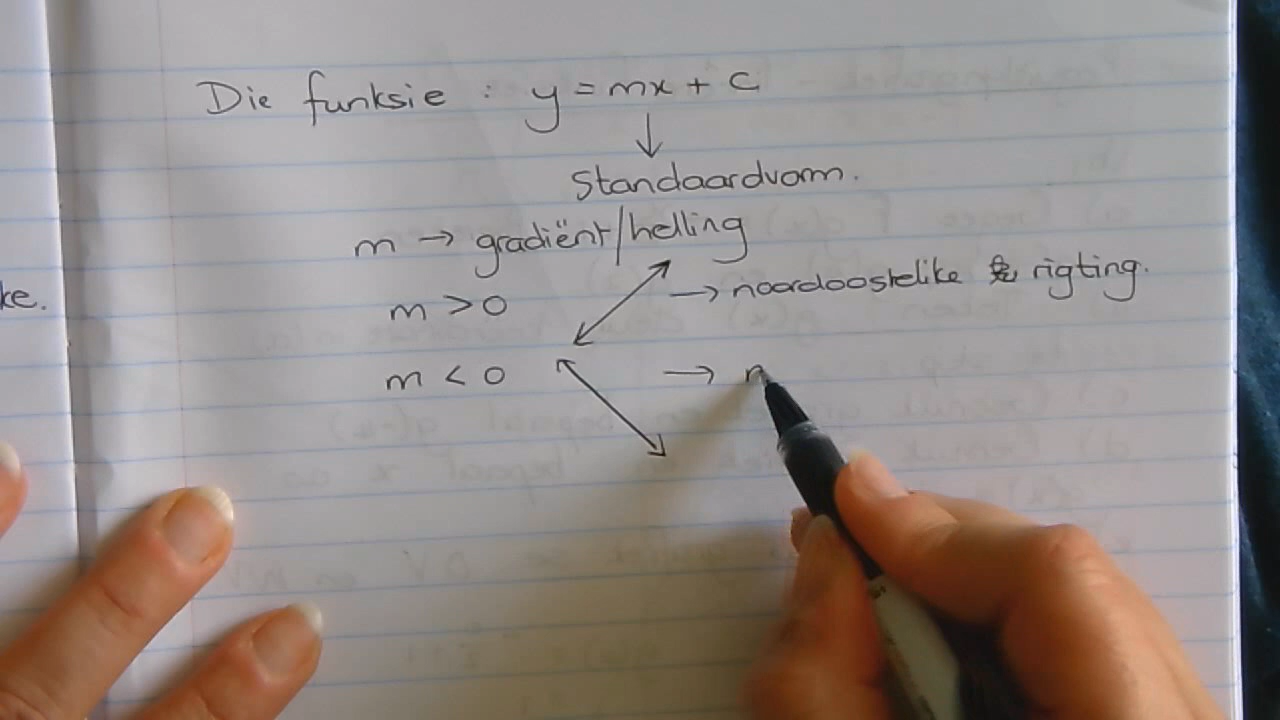 Die funksie : y = mx + c
↓
Standaardvorm.
m → gradiënt/helling
m > 0 → noordoostelike rigting.
m < 0 → n
ke.